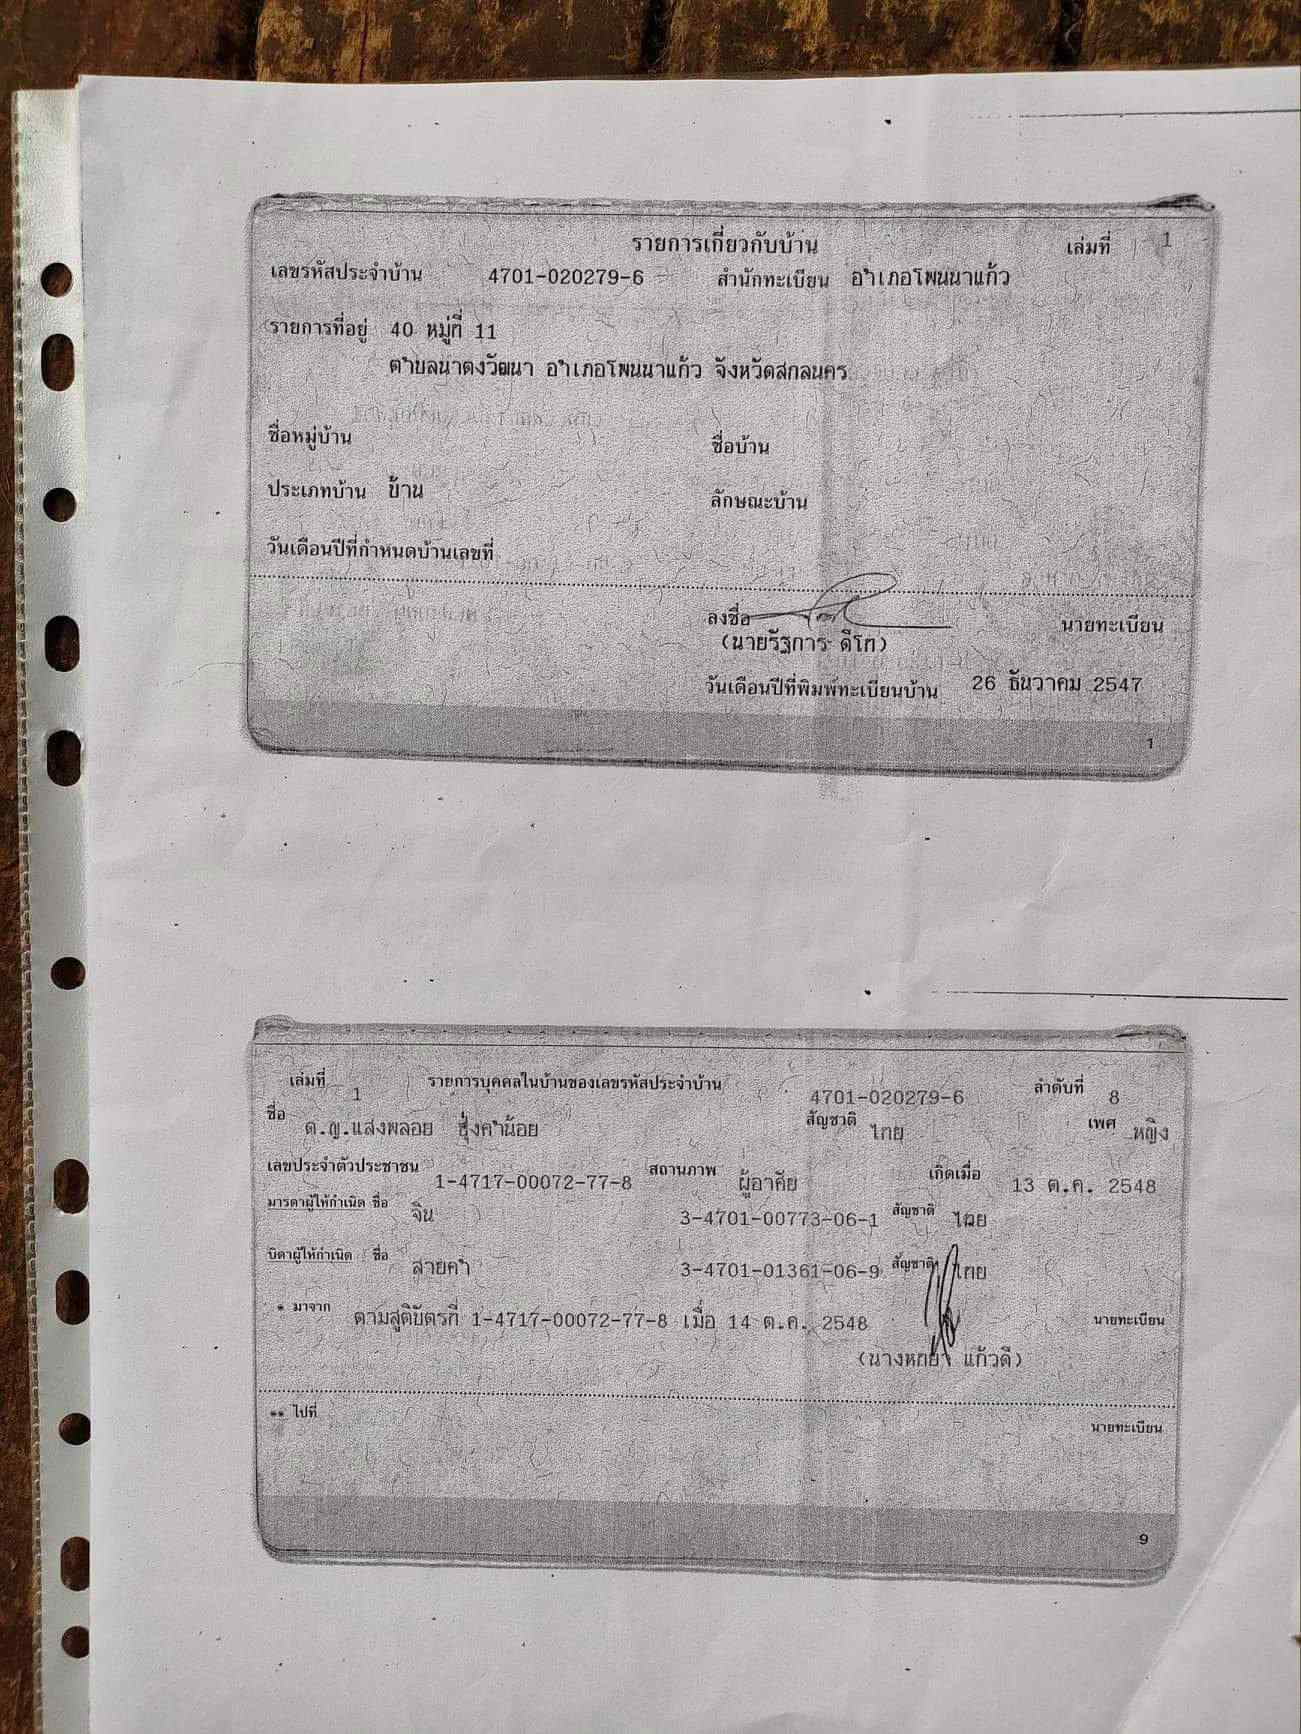 รายการเกี่ยวกับบ้าน เล่มที่ 1
เลขรหัสประจำบ้าน 4701-020279-6 สำนักทะเบียน อำเภอโพนนาแก้ว
รายการที่อยู่ 40 หมู่ที่ 11
ตำบลนาตงวัฒนา อำเภอโพนนาแก้ว จังหวัดสกลนคร
ชื่อหมู่บ้าน ชื่อบ้าน
ประเภทบ้าน บ้าน ลักษณะบ้าน
วันเดือนปีที่กำหนดบ้านเลขที่
ลงชื่อ นายทะเบียน
(นายรัฐการ ดีโก)
วันเดือนปีที่พิมพ์ทะเบียนบ้าน 26 ธันวาคม 2547
1
เล่มที่ 1 รายการบุคคลในบ้านของเลขรหัสประจำบ้าน 4701-020279-6 ลำดับที่ 8
ชื่อ ด.ญ.แสงพลอย ฮุ่งคำน้อย สัญชาติ ไทย เพศ หญิง
เลขประจำตัวประชาชน 1-4717-00072-77-8 สถานภาพ ผู้อาศัย เกิดเมื่อ 13 ต.ค. 2548
มารดาผู้ให้กำเนิด ชื่อ จิน 3-4701-00773-06-1 สัญชาติ ไทย
บิดาผู้ให้กำเนิด ชื่อ สายคำ 3-4701-01361-06-9 สัญชาติ ไทย
* มาจาก ตามสูติบัตรที่ 1-4717-00072-77-8 เมื่อ 14 ต.ค. 2548 นายทะเบียน
(นางหทยา แก้วดี)
** ไปที่ นายทะเบียน
9